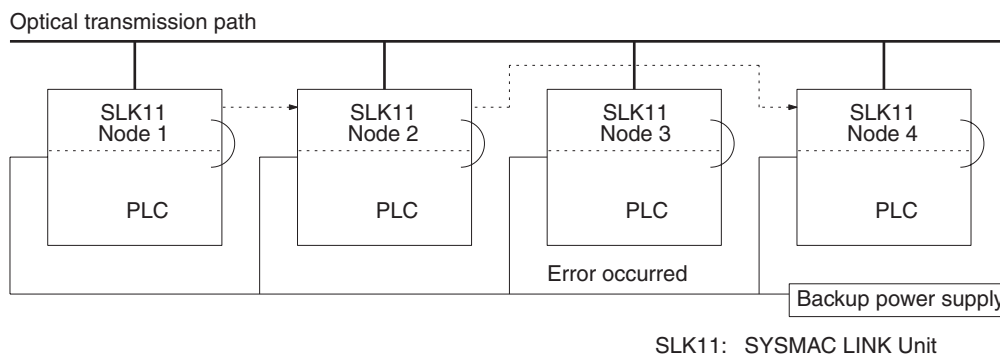 Optical transmission path
SLK11
Node 1
SLK11
Node 2
SLK11
Node 3
SLK11
Node 4
PLC
PLC
PLC
PLC
Error occurred
Backup power supply
SLK11: SYSMAC LINK Unit